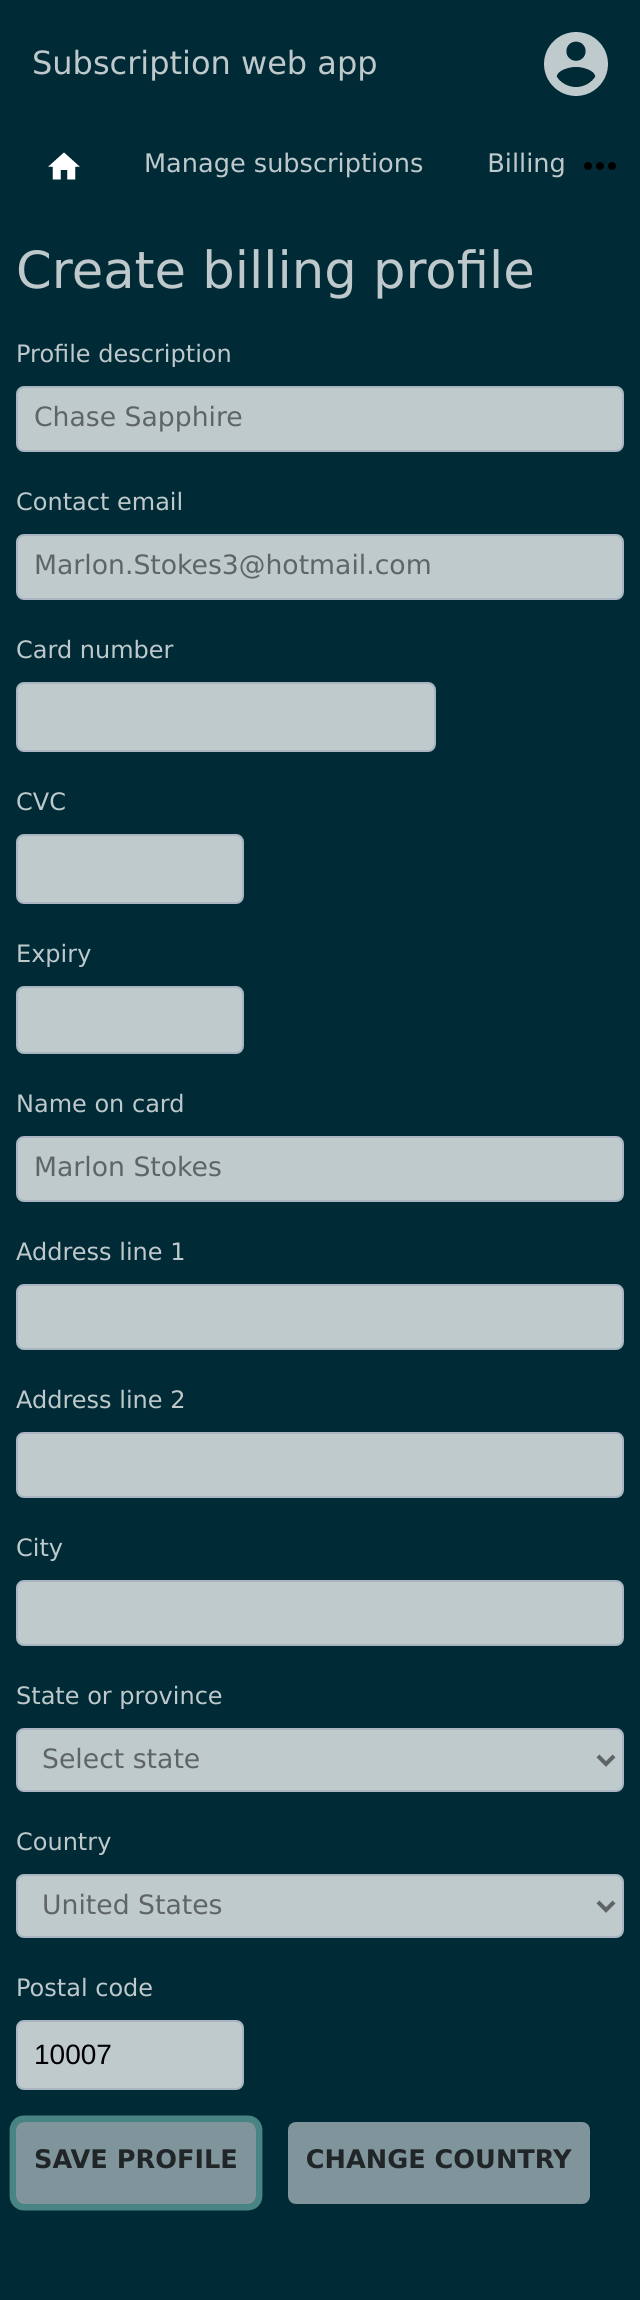 Subscription web app
Manage subscriptions Billing
Create billing profile
Profile description
Chase Sapphire
Contact email
Marlon.Stokes3@hotmail.com
Card number
CVC
Expiry
Name on card
Marlon Stokes
Address line 1
Address line 2
City
State or province
Select state
Country
United States
Postal code
10007
SAVE PROFILE CHANGE COUNTRY